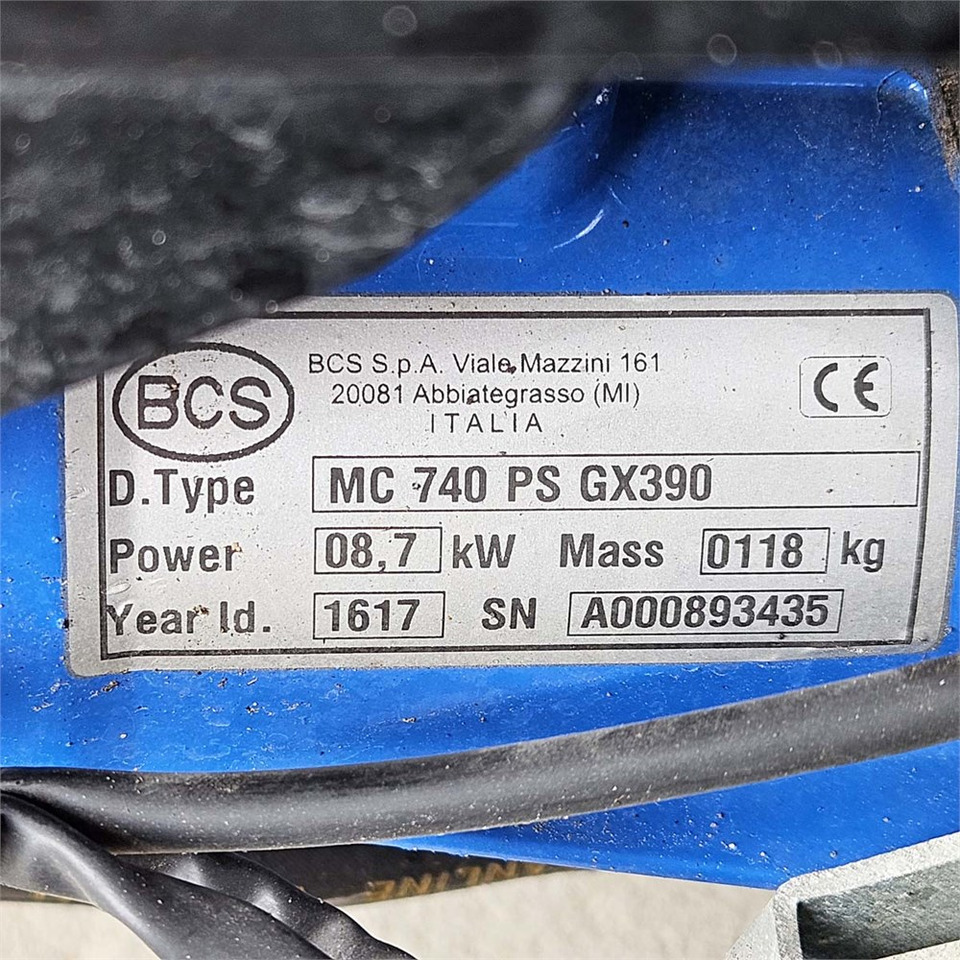 BCS
BCS S.p.A. Viale Mazzini 161
20081 Abbiategrasso (MI)
ITALIA
CE
D.Type MC 740 PS GX390
Power 08,7 kW Mass 0118 kg
Year Id. 1617 SN A000893435